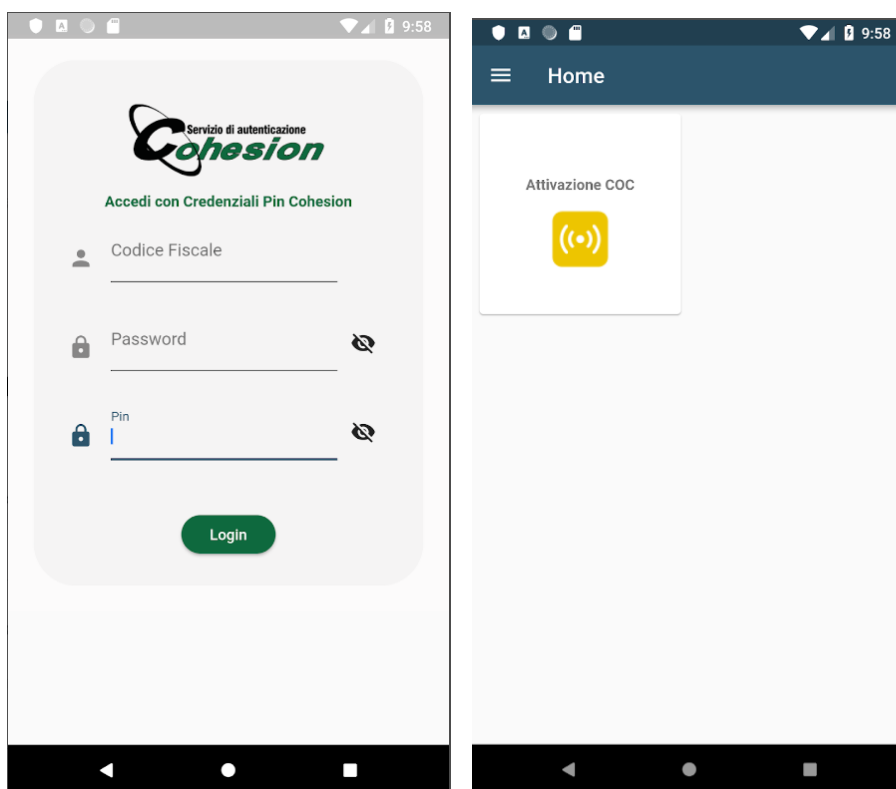 9:58
Servizio di autenticazione
Cohesion
Accedi con Credenziali Pin Cohesion
Codice Fiscale
Password
Pin
Login
9:58
Home
Attivazione COC